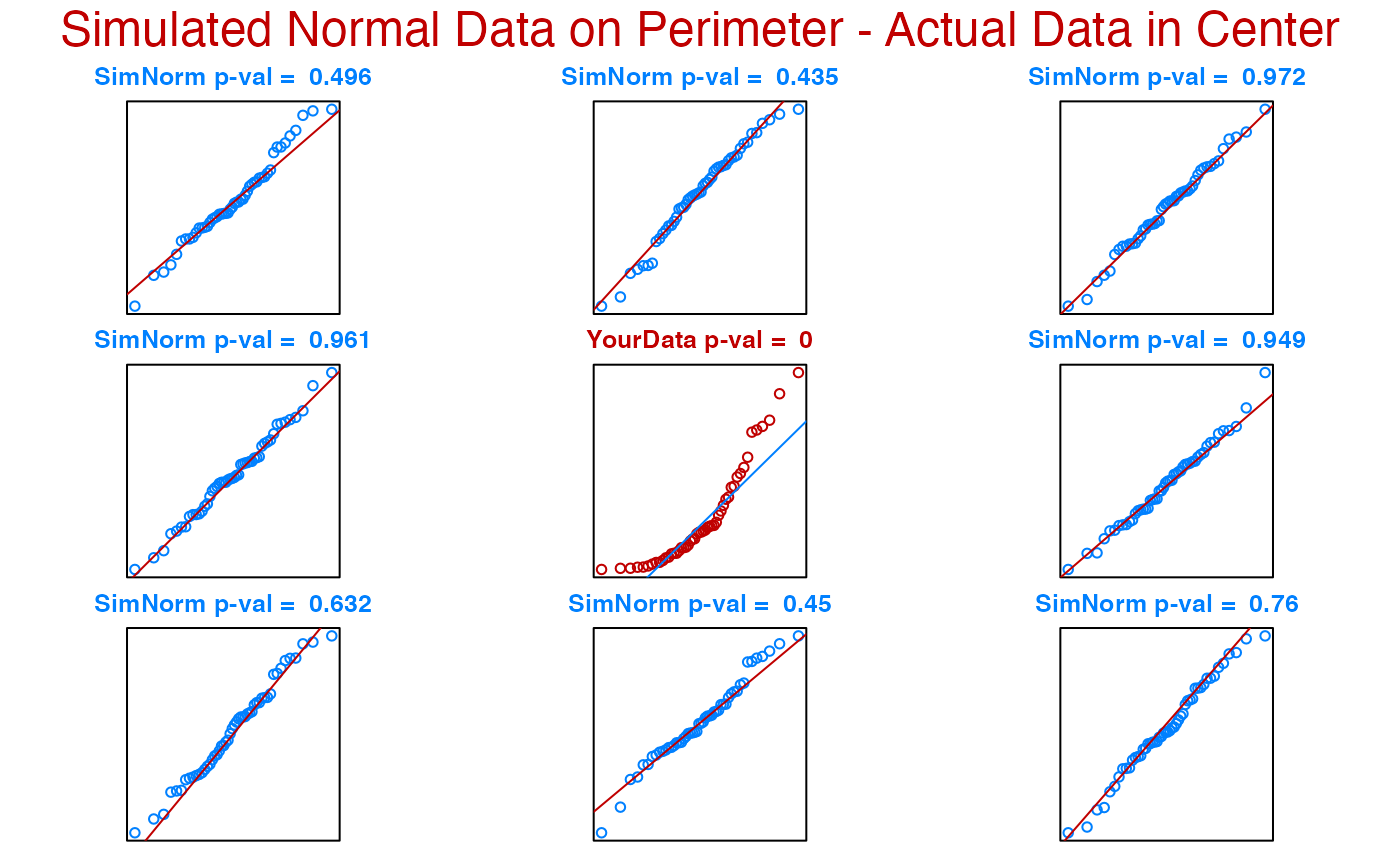 Simulated Normal Data on Perimeter - Actual Data in Center
SimNorm p-val = 0.496
SimNorm p-val = 0.435
SimNorm p-val = 0.972
SimNorm p-val = 0.961
YourData p-val = 0
SimNorm p-val = 0.949
SimNorm p-val = 0.632
SimNorm p-val = 0.45
SimNorm p-val = 0.76